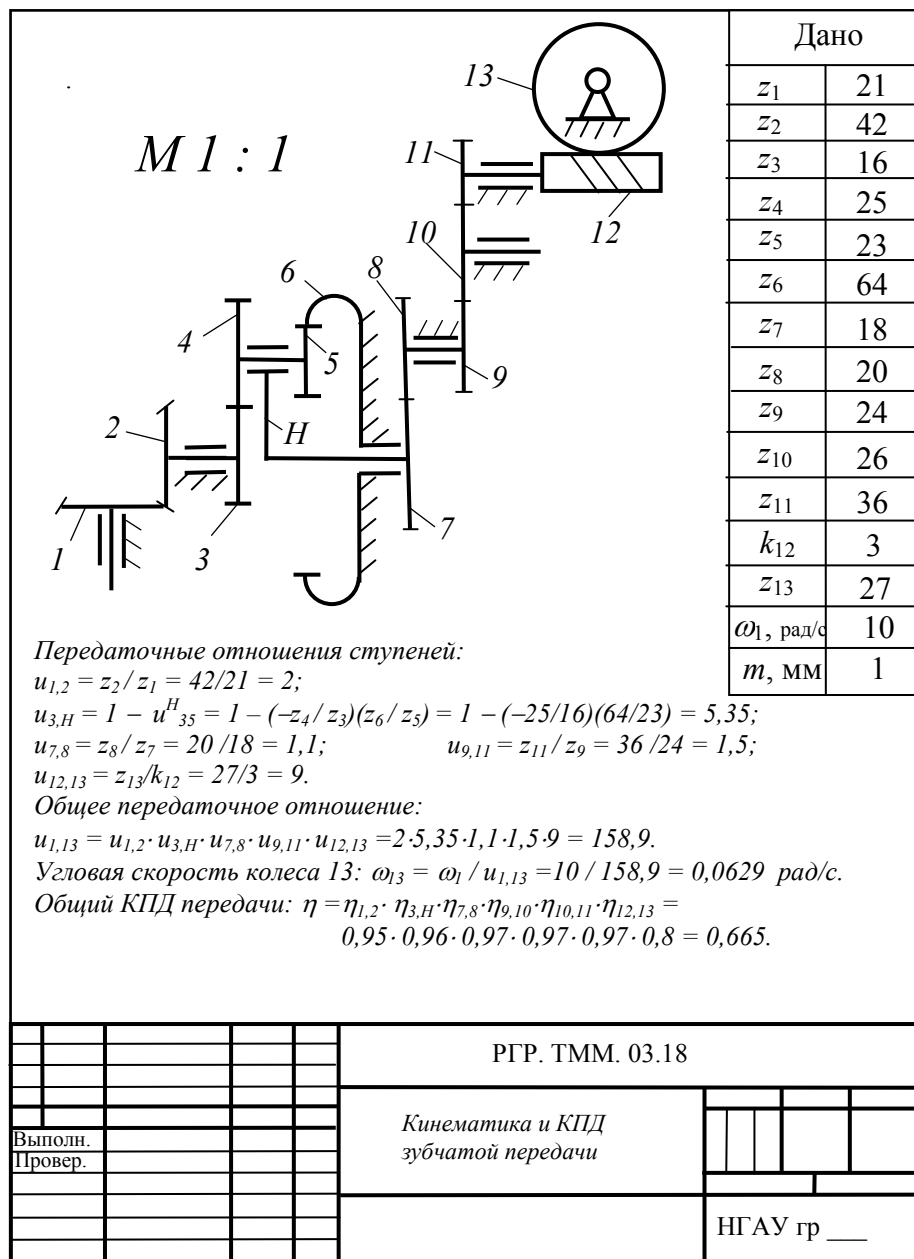 М 1 : 1
13
11
12
10
8
6
4
5
9
2
H
7
1
3
Дано
z1 21
z2 42
z3 16
z4 25
z5 23
z6 64
z7 18
z8 20
z9 24
z10 26
z11 36
k12 3
z13 27
ω1, рад/с 10
m, мм 1
Передаточные отношения ступеней:
u1,2 = z2 / z1 = 42/21 = 2;
u3,H = 1 − uH35 = 1 – (−z4 / z3)(z6 / z5) = 1 − (−25/16)(64/23) = 5,35;
u7,8 = z8 / z7 = 20 /18 = 1,1; u9,11 = z11 / z9 = 36 /24 = 1,5;
u12,13 = z13/k12 = 27/3 = 9.
Общее передаточное отношение:
u1,13 = u1,2· u3,H· u7,8· u9,11· u12,13 =2·5,35·1,1·1,5·9 = 158,9.
Угловая скорость колеса 13: ω13 = ω1 / u1,13 =10 / 158,9 = 0,0629 рад/с.
Общий КПД передачи: η =η1,2· η3,H·η7,8·η9,10·η10,11·η12,13 =
0,95· 0,96· 0,97· 0,97· 0,97· 0,8 = 0,665.
РГР. ТММ. 03.18
Кинематика и КПД
зубчатой передачи
Выполн.
Провер.
НГАУ гр ___